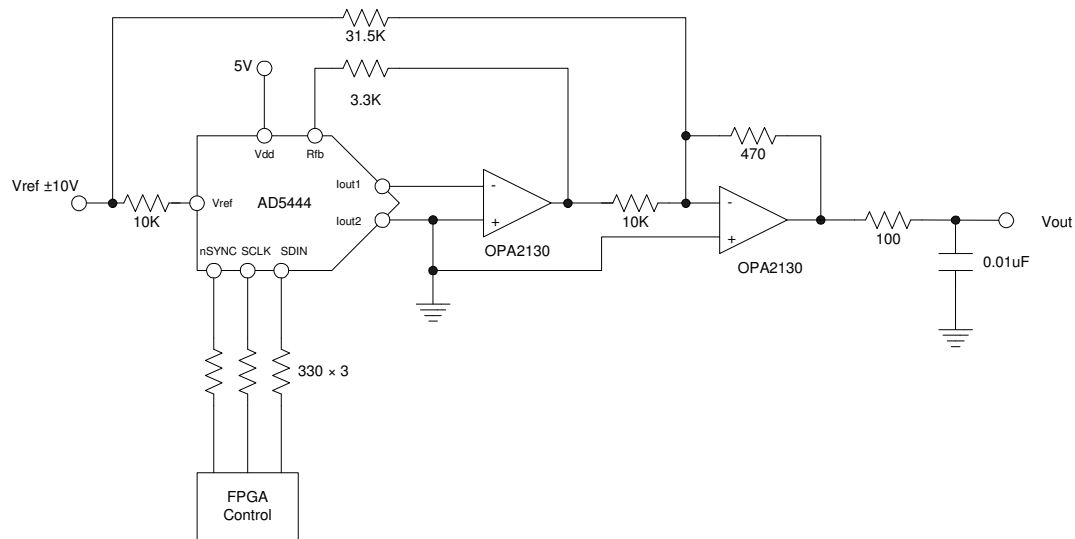 31.5K
5V
3.3K
Vdd
Rfb
470
Iout1
Vref ±10V
Vref
AD5444
-
-
10K
Iout2
+
10K
+
Vout
OPA2130
100
nSYNC
SCLK
SDIN
OPA2130
0.01uF
330 × 3
FPGA
Control